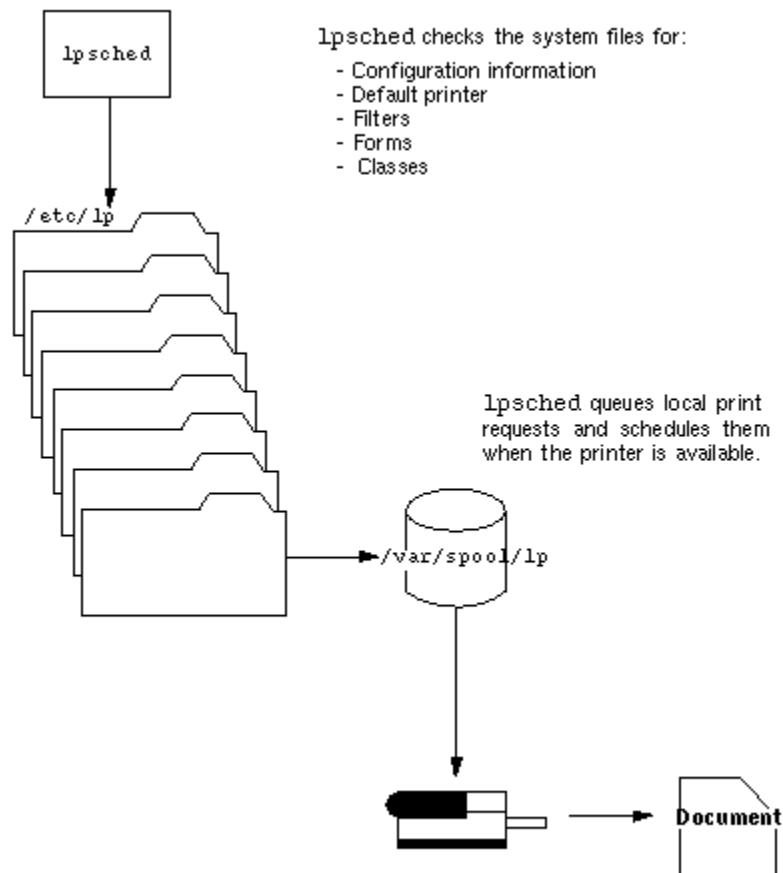 lpsched
lpsched checks the system files for:
- Configuration information
- Default printer
- Filters
- Forms
- Classes
/etc/lp
lpsched queues local print
requests and schedules them
when the printer is available.
/var/spool/lp
Document